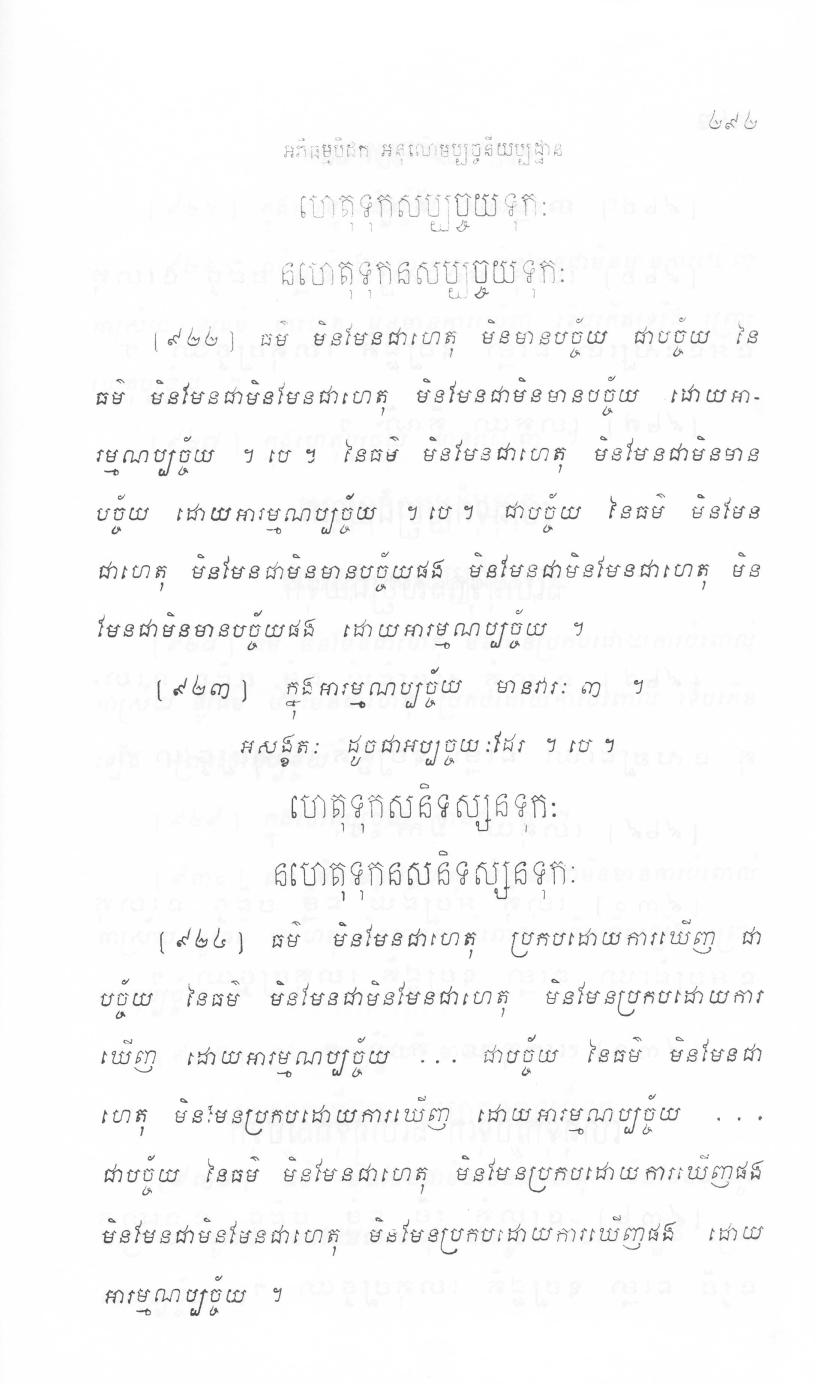 ២៩២
អភិធម្មបិដក អនុលោមប្បច្ចនីយប្បដ្ឋាន
ហេតុទុកសប្បច្ចយទុកៈ
នហេតុទុកនសប្បច្ចយទុកៈ
[៩២២] ធម៌ មិនមែនជាហេតុ មិនមានបច្ច័យ ជាបច្ច័យ នៃ
ធម៌ មិនមែនជាមិនមែនជាហេតុ មិនមែនជាមិនមានបច្ច័យ ដោយអា-
រម្មណប្បច្ច័យ ។ បេ ។ នៃធម៌ មិនមែនជាហេតុ មិនមែនជាមិនមាន
បច្ច័យ ដោយអារម្មណប្បច្ច័យ ។ បេ ។ ជាបច្ច័យ នៃធម៌ មិនមែន
ជាហេតុ មិនមែនជាមិនមានបច្ច័យផង មិនមែនជាមិនមែនជាហេតុ មិន
មែនជាមិនមានបច្ច័យផង ដោយអារម្មណប្បច្ច័យ ។
[៩២៣] ក្នុងអារម្មណប្បច្ច័យ មានវារៈ ៣ ។
អសង្ខតៈ ដូចជាអប្បច្ចយៈដែរ ។ បេ ។
ហេតុទុកសនិទស្សនទុកៈ
នហេតុទុកនសនិទស្សនទុកៈ
[៩២៤] ធម៌ មិនមែនជាហេតុ ប្រកបដោយការឃើញ ជា
បច្ច័យ នៃធម៌ មិនមែនជាមិនមែនជាហេតុ មិនមែនប្រកបដោយការ
ឃើញ ដោយអារម្មណប្បច្ច័យ ... ជាបច្ច័យ នៃធម៌ មិនមែនជា
ហេតុ មិនមែនប្រកបដោយការឃើញ ដោយអារម្មណប្បច្ច័យ ...
ជាបច្ច័យ នៃធម៌ មិនមែនជាហេតុ មិនមែនប្រកបដោយការឃើញផង
មិនមែនជាមិនមែនជាហេតុ មិនមែនប្រកបដោយការឃើញផង ដោយ
អារម្មណប្បច្ច័យ ។